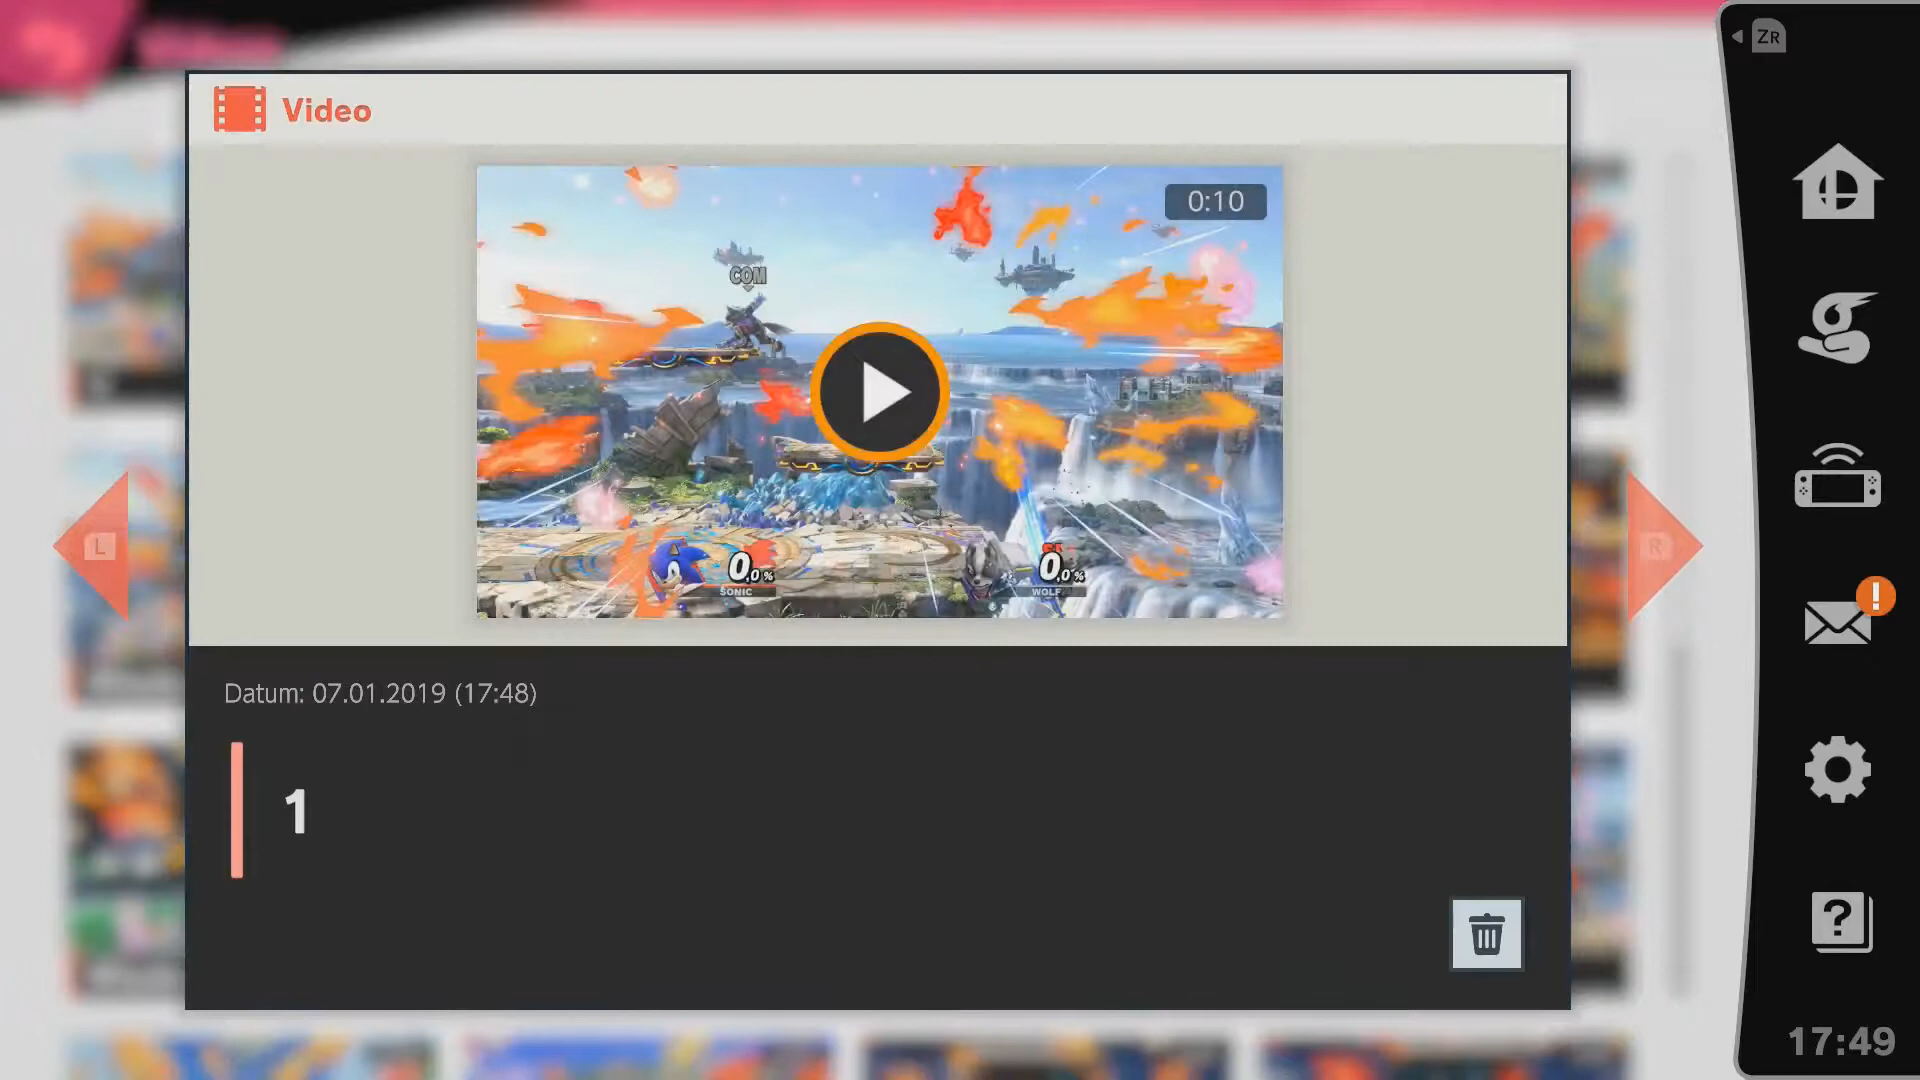 ZR
Video
0:10
COM
L
R
0,0%
SONIC
0,0%
WOLF
!
Datum: 07.01.2019 (17:48)
1
?
17:49